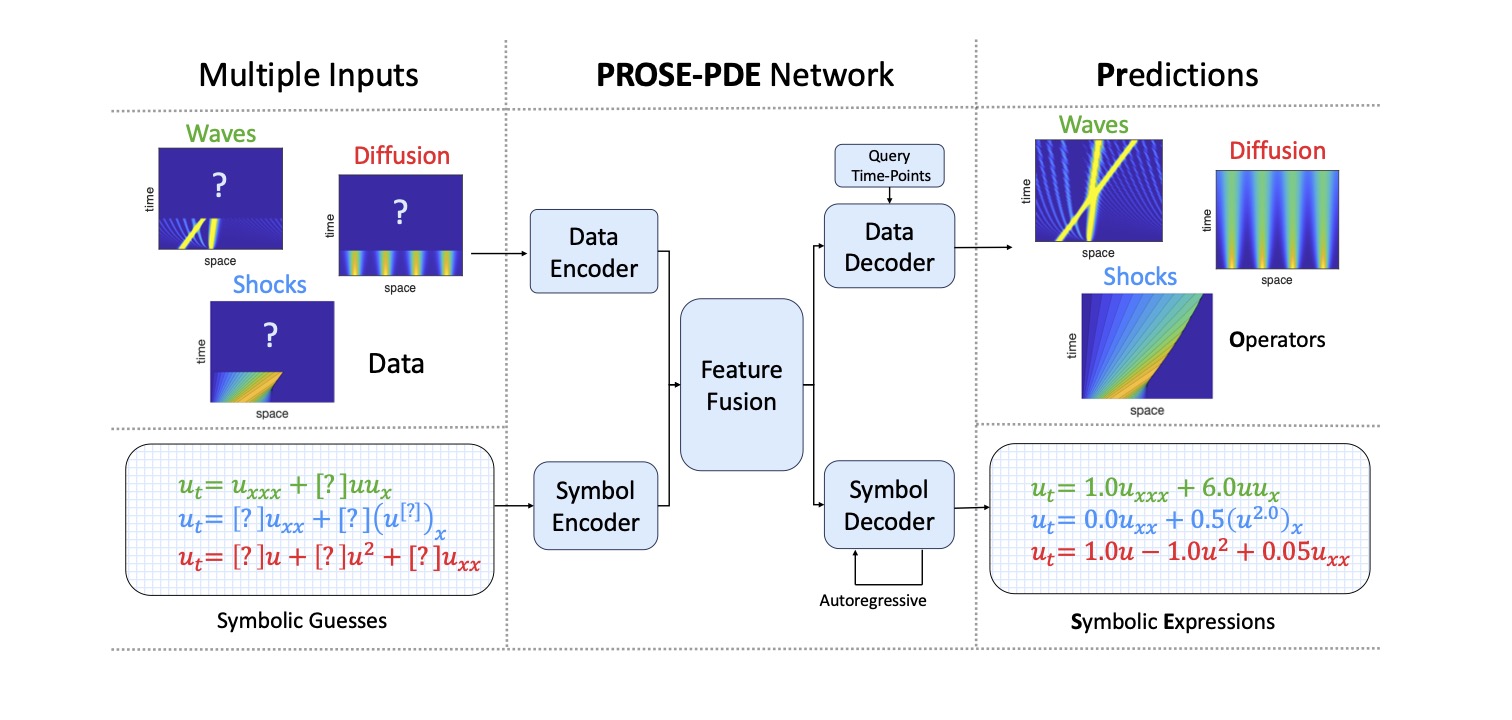 Multiple Inputs
PROSE-PDE Network
Predictions
Waves
?
time
space
Diffusion
?
time
space
Shocks
?
time
space
Data
Data
Encoder
Symbol
Encoder
Feature
Fusion
Query
Time-Points
Data
Decoder
Symbol
Decoder
Autoregressive
Waves
time
space
Diffusion
time
space
Shocks
time
space
Operators
u_t = u_{xxx} + [?]uu_x
u_t = [?]u_{xx} + [?](u^{[?]})_x
u_t = [?]u + [?]u² + [?]u_{xx}
Symbolic Guesses
u_t = 1.0u_{xxx} + 6.0uu_x
u_t = 0.0u_{xx} + 0.5(u^{2.0})_x
u_t = 1.0u − 1.0u² + 0.05u_{xx}
Symbolic Expressions